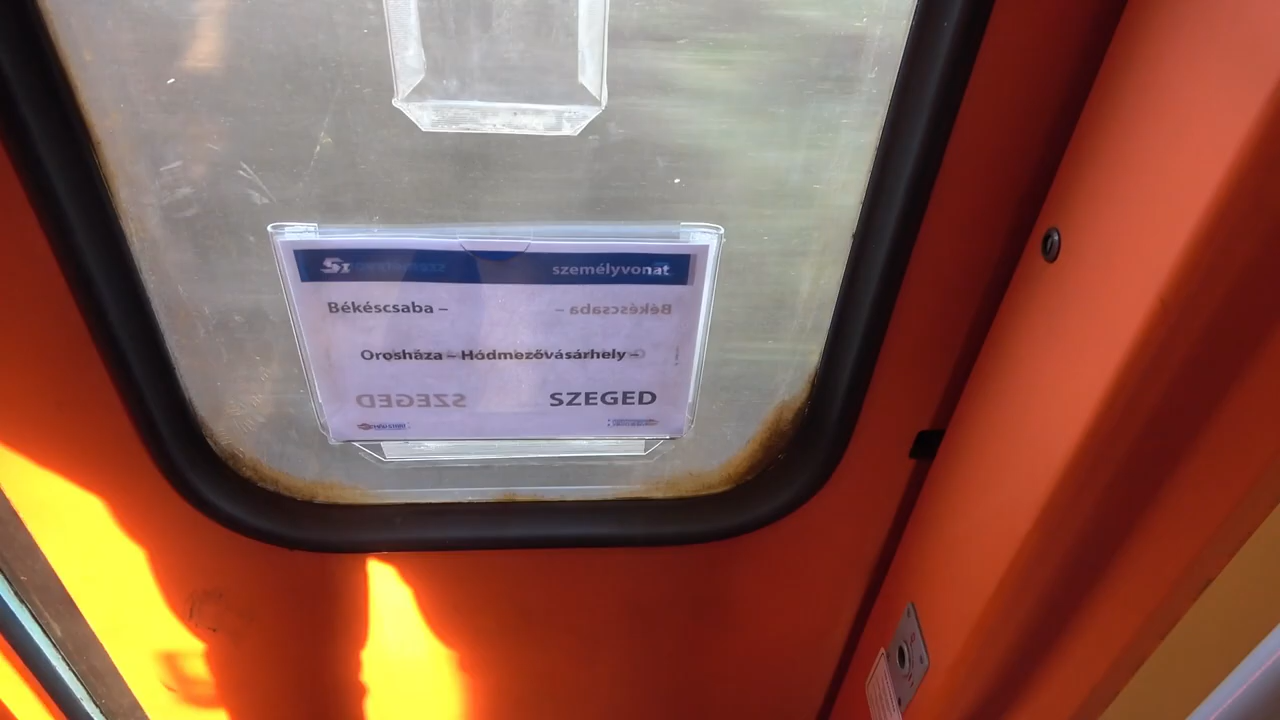 személyvonat
Békéscsaba –
Orosháza – Hódmezővásárhely –
SZEGED